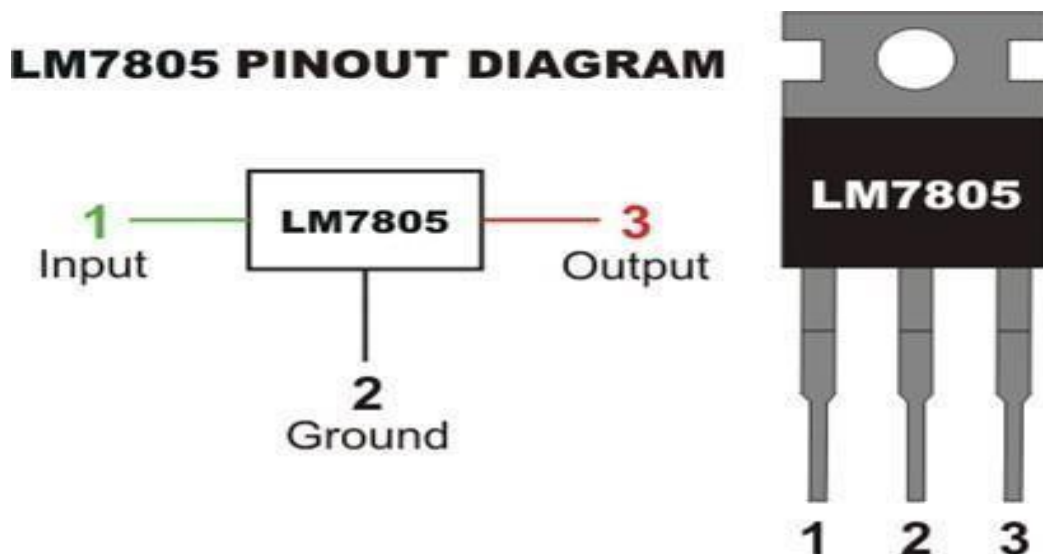 LM7805 PINOUT DIAGRAM
1
Input
LM7805
3
Output
2
Ground
LM7805
1 2 3